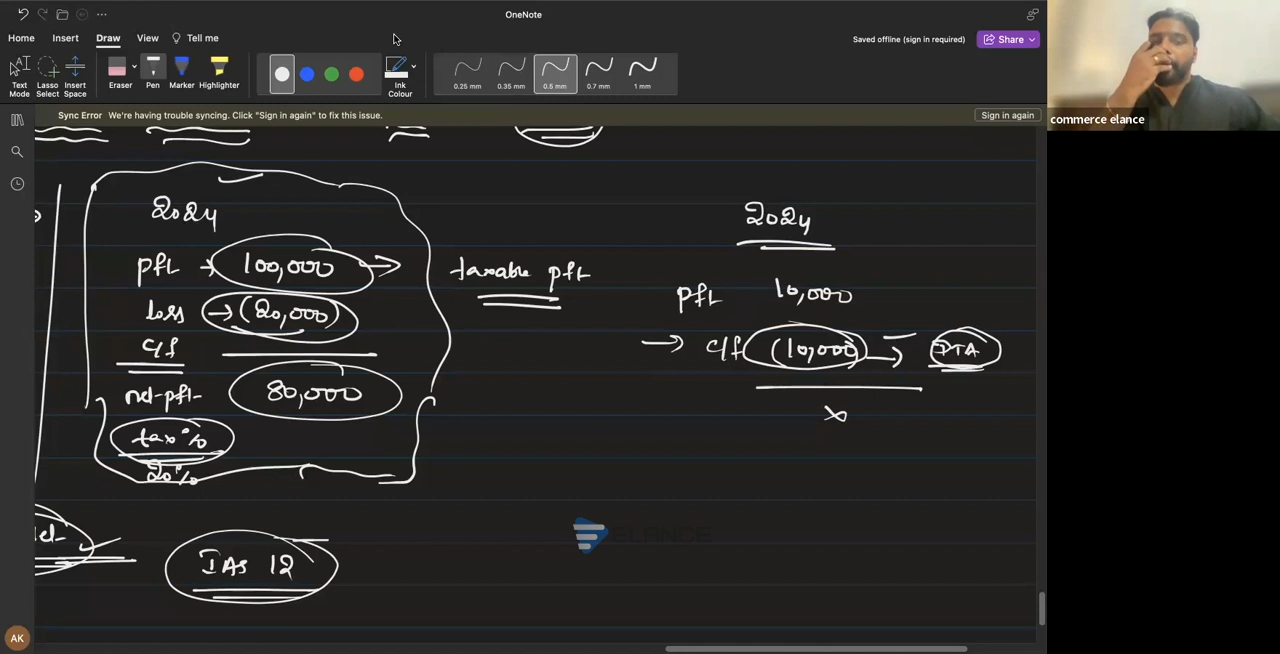 OneNote
Home Insert Draw View Tell me
Saved offline (sign in required) Share
Text Mode Lasso Select Insert Space Eraser Pen Marker Highlighter Ink Colour 0.25 mm 0.35 mm 0.5 mm 0.7 mm 1 mm
Sync Error We're having trouble syncing. Click "Sign in again" to fix this issue. Sign in again
commerce elance
2024
pft → 100,000 → taxable pft
loss → (20,000)
c/f
net-pft- 80,000
tax%
20%
2024
pft 10,000
→ c/f (10,000) → DTA
x
IAS 12
ELANCE
AK